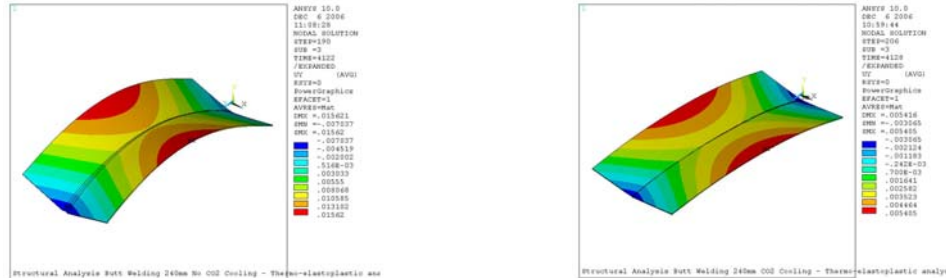 1
ANSYS 10.0
DEC 6 2006
11:08:28
NODAL SOLUTION
STEP=190
SUB =3
TIME=4122
/EXPANDED
UY (AVG)
RSYS=0
PowerGraphics
EFACET=1
AVRES=Mat
DMX =.015621
SMN =-.007037
SMX =.01562
-.007037
-.004519
-.002002
.516E-03
.003033
.00555
.008068
.010585
.013102
.01562
Structural Analysis Butt Welding 240mm No CO2 Cooling - Thermo-elastoplastic ana
1
ANSYS 10.0
DEC 6 2006
10:59:44
NODAL SOLUTION
STEP=206
SUB =3
TIME=4128
/EXPANDED
UY (AVG)
RSYS=0
PowerGraphics
EFACET=1
AVRES=Mat
DMX =.005416
SMN =-.003065
SMX =.005405
-.003065
-.002124
-.001183
-.242E-03
.700E-03
.001641
.002582
.003523
.004464
.005405
Structural Analysis Butt Welding 240mm CO2 Cooling - Thermo-elastoplastic analys